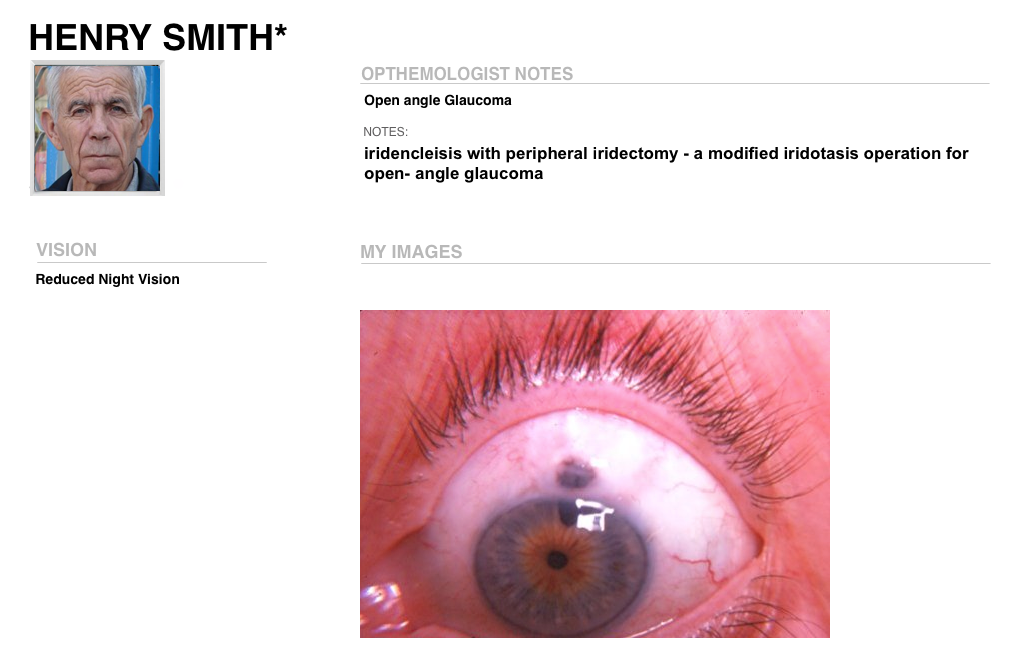 HENRY SMITH*
OPTHEMOLOGIST NOTES
Open angle Glaucoma
NOTES:
iridencleisis with peripheral iridectomy - a modified iridotasis operation for
open- angle glaucoma
VISION
Reduced Night Vision
MY IMAGES